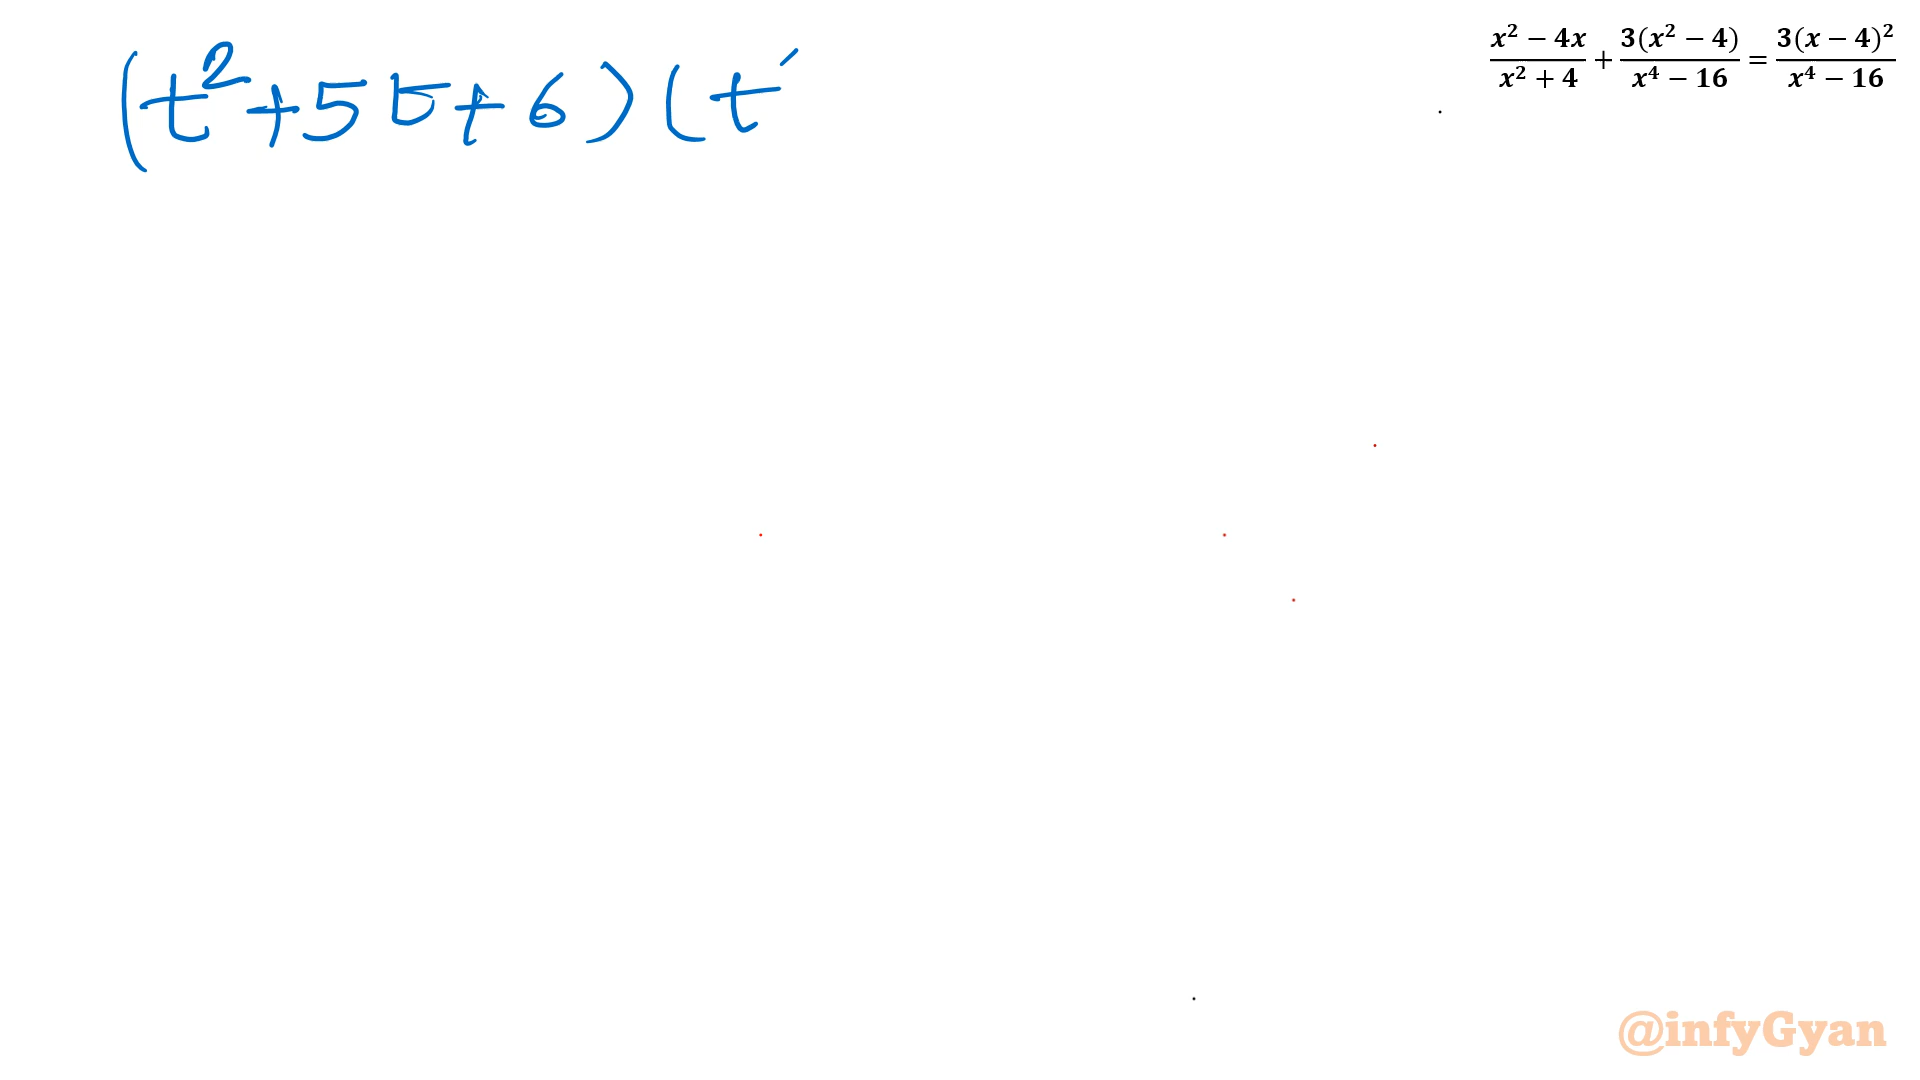 (t²+5t+6)(t
x² − 4x / x² + 4 + 3(x² − 4) / x⁴ − 16 = 3(x − 4)² / x⁴ − 16
@infyGyan